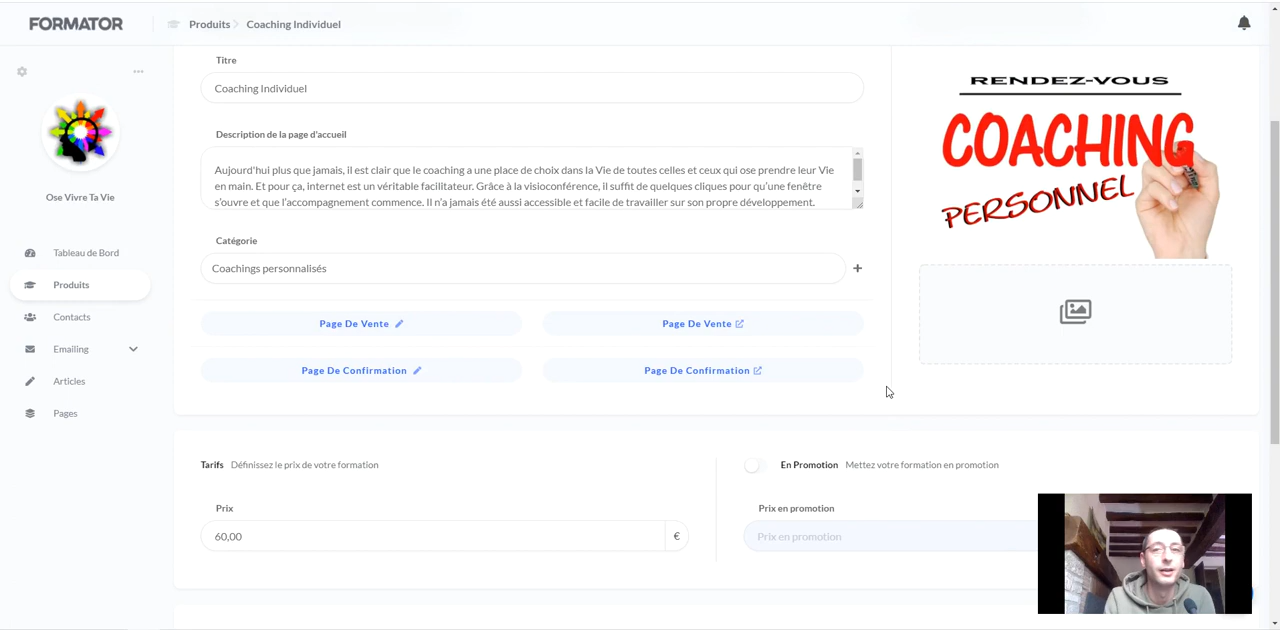 FORMATOR
Produits
Coaching Individuel
Ose Vivre Ta Vie
Tableau de Bord
Produits
Contacts
Emailing
Articles
Pages
Titre
Coaching Individuel
Description de la page d'accueil
Aujourd'hui plus que jamais, il est clair que le coaching a une place de choix dans la Vie de toutes celles et ceux qui ose prendre leur Vie
en main. Et pour ça, internet est un véritable facilitateur. Grâce à la visioconférence, il suffit de quelques cliques pour qu'une fenêtre
s'ouvre et que l'accompagnement commence. Il n'a jamais été aussi accessible et facile de travailler sur son propre développement.
Catégorie
Coachings personnalisés
Page De Vente
Page De Vente
Page De Confirmation
Page De Confirmation
RENDEZ-VOUS
COACHING
PERSONNEL
Tarifs Définissez le prix de votre formation
Prix
60,00 €
En Promotion Mettez votre formation en promotion
Prix en promotion
Prix en promotion